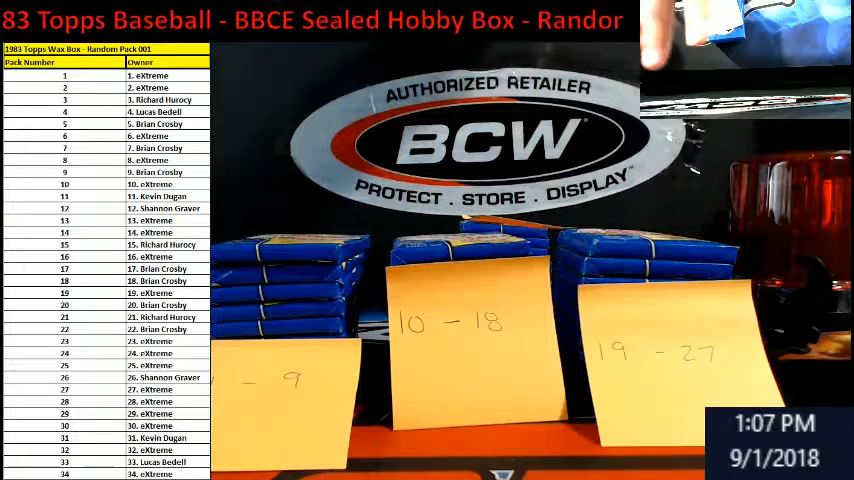 83 Topps Baseball - BBCE Sealed Hobby Box - Randor
1983 Topps Wax Box - Random Pack 001
Pack Number Owner
1 1. eXtreme
2 2. eXtreme
3 3. Richard Hurocy
4 4. Lucas Bedell
5 5. Brian Crosby
6 6. eXtreme
7 7. Brian Crosby
8 8. eXtreme
9 9. Brian Crosby
10 10. eXtreme
11 11. Kevin Dugan
12 12. Shannon Graver
13 13. eXtreme
14 14. eXtreme
15 15. Richard Hurocy
16 16. eXtreme
17 17. Brian Crosby
18 18. Brian Crosby
19 19. eXtreme
20 20. Brian Crosby
21 21. Richard Hurocy
22 22. Brian Crosby
23 23. eXtreme
24 24. eXtreme
25 25. eXtreme
26 26. Shannon Graver
27 27. eXtreme
28 28. eXtreme
29 29. eXtreme
30 30. eXtreme
31 31. Kevin Dugan
32 32. eXtreme
33 33. Lucas Bedell
34 34. eXtreme
AUTHORIZED RETAILER
BCW
PROTECT . STORE . DISPLAY
- 9
10 - 18
19 - 27
1:07 PM
9/1/2018